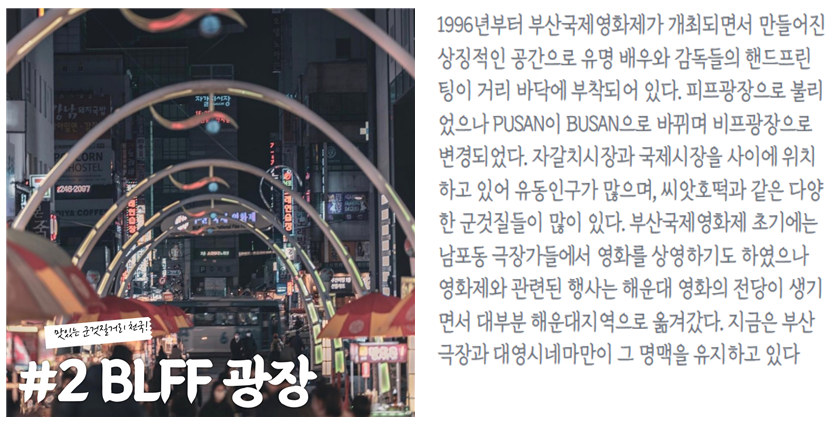 자갈치시장
CORN
HOSTEL
248-2087
COFFEE
맛있는 군것질거리 천국!
#2 BLFF 광장
1996년부터 부산국제영화제가 개최되면서 만들어진
상징적인 공간으로 유명 배우와 감독들의 핸드프린
팅이 거리 바닥에 부착되어 있다. 피프광장으로 불리
었으나 PUSAN이 BUSAN으로 바뀌며 비프광장으로
변경되었다. 자갈치시장과 국제시장을 사이에 위치
하고 있어 유동인구가 많으며, 씨앗호떡과 같은 다양
한 군것질들이 많이 있다. 부산국제영화제 초기에는
남포동 극장가들에서 영화를 상영하기도 하였으나
영화제와 관련된 행사는 해운대 영화의 전당이 생기
면서 대부분 해운대지역으로 옮겨갔다. 지금은 부산
극장과 대영시네마만이 그 명맥을 유지하고 있다